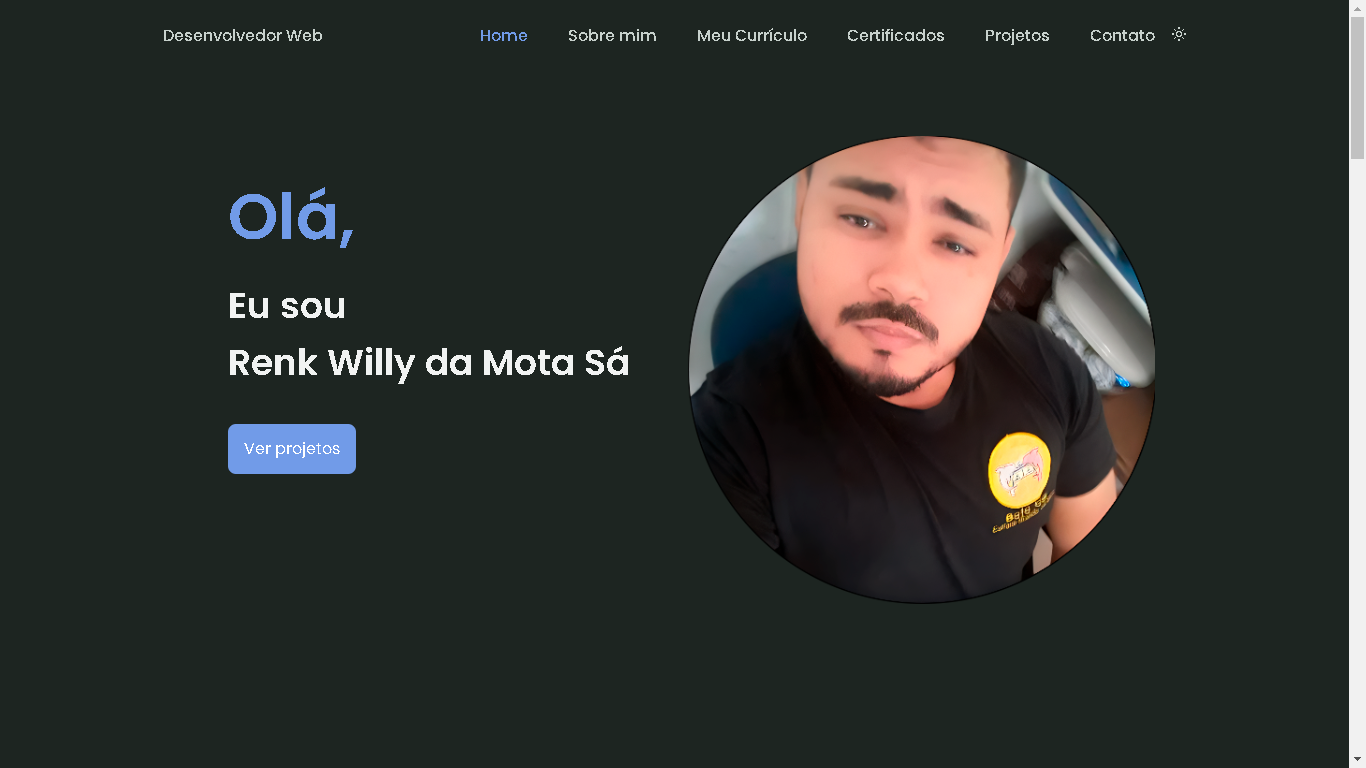 Desenvolvedor Web
Home
Sobre mim
Meu Currículo
Certificados
Projetos
Contato
Olá,
Eu sou
Renk Willy da Mota Sá
Ver projetos